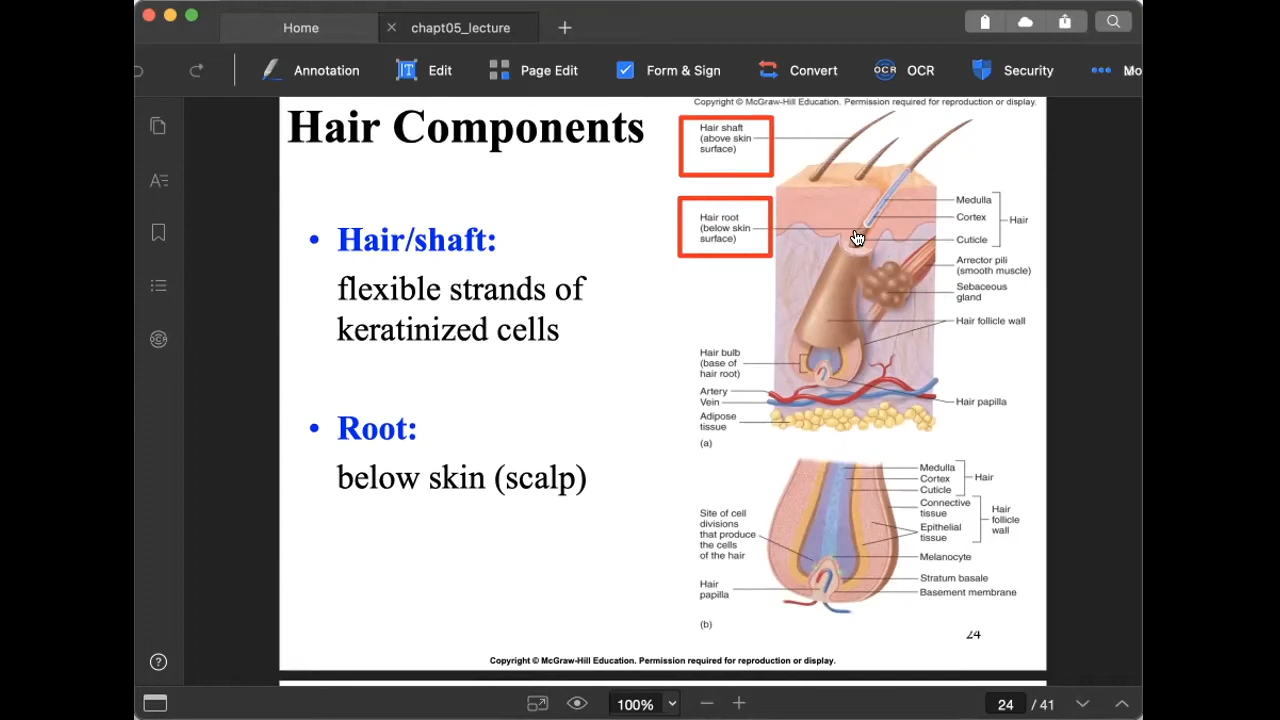 Home
chapt05_lecture
Annotation
Edit
Page Edit
Form & Sign
Convert
OCR
OCR
Security
Mo
Copyright © McGraw-Hill Education. Permission required for reproduction or display.
Hair Components
• Hair/shaft:
flexible strands of
keratinized cells
• Root:
below skin (scalp)
Hair shaft
(above skin
surface)
Hair root
(below skin
surface)
Medulla
Cortex
Cuticle
Hair
Arrector pili
(smooth muscle)
Sebaceous
gland
Hair follicle wall
Hair bulb
(base of
hair root)
Artery
Vein
Adipose
tissue
Hair papilla
(a)
Medulla
Cortex
Cuticle
Hair
Connective
tissue
Epithelial
tissue
Hair
follicle
wall
Site of cell
divisions
that produce
the cells
of the hair
Melanocyte
Stratum basale
Basement membrane
Hair
papilla
(b)
24
Copyright © McGraw-Hill Education. Permission required for reproduction or display.
100%
24 / 41